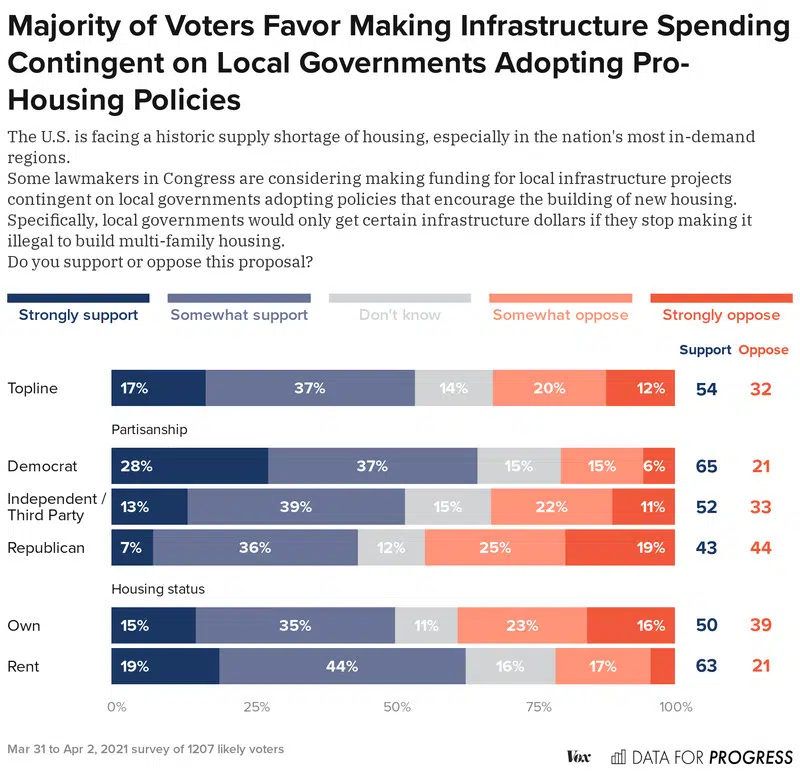 Majority of Voters Favor Making Infrastructure Spending
Contingent on Local Governments Adopting Pro-
Housing Policies
The U.S. is facing a historic supply shortage of housing, especially in the nation's most in-demand
regions.
Some lawmakers in Congress are considering making funding for local infrastructure projects
contingent on local governments adopting policies that encourage the building of new housing.
Specifically, local governments would only get certain infrastructure dollars if they stop making it
illegal to build multi-family housing.
Do you support or oppose this proposal?
Strongly support Somewhat support Don't know Somewhat oppose Strongly oppose
Support Oppose
Topline 17% 37% 14% 20% 12% 54 32
Partisanship
Democrat 28% 37% 15% 15% 6% 65 21
Independent /
Third Party 13% 39% 15% 22% 11% 52 33
Republican 7% 36% 12% 25% 19% 43 44
Housing status
Own 15% 35% 11% 23% 16% 50 39
Rent 19% 44% 16% 17% 63 21
0% 25% 50% 75% 100%
Mar 31 to Apr 2, 2021 survey of 1207 likely voters
Vox DATA FOR PROGRESS